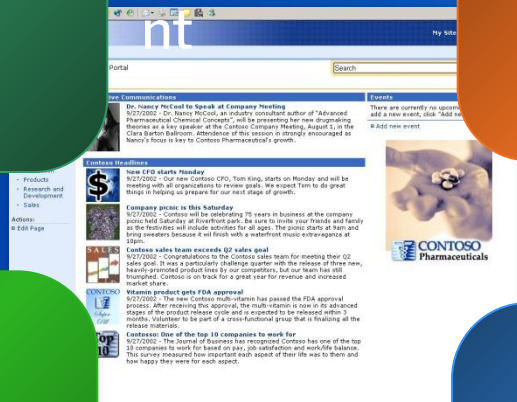 nt
My Site
Portal
Search
ve Communications
Dr. Nancy McCool to Speak at Company Meeting
9/27/2002 - Dr. Nancy McCool, an industry consultant author of "Advanced
Pharmaceutical Chemical Concepts", will be presenting her new drugmaking
theories as a key speaker at the Contoso Company Meeting, August 1, in the
Clara Barton Ballroom. Attendence of this session in strongly encouraged as
Nancy's focus is key to Contoso Pharmaceutical's growth.
Contoso Headlines
New CFO starts Monday
9/27/2002 - Our new Contoso CFO, Tom King, starts on Monday and will be
meeting with all organizations to review goals. We expect Tom to do great
things in helping us prepare for our next stage of growth.
Company picnic is this Saturday
9/27/2002 - Contoso will be celebrating 75 years in business at the company
picnic held Saturday at Riverfront park. Be sure to invite your friends and family
as the festivities will include activities for all ages. The picnic starts at 9am and
bring sweaters because it will finish with a waterfront music extravaganza at
10pm.
SALES
Contoso sales team exceeds Q2 sales goal
9/27/2002 - Congratulations to the Contoso sales team for meeting their Q2
sales goal. It was a particularly challenge quarter with the release of three new,
heavily-promoted product lines by our competitors, but our team has still
triumphed. Contoso is on track for a great year for revenue and increased
market share.
CONTOSO
Vitamin product gets FDA approval
9/27/2002 - The new Contoso multi-vitamin has passed the FDA approval
process. After receiving this approval, the multi-vitamin is now in its advanced
stages of the product release cycle and is expected to be released within 3
months. Volunteer to be part of a cross-functional group that is finalizing all the
release materials.
Top
10
Contosso: One of the top 10 companies to work for
9/27/2002 - The Journal of Business has recognized Contoso has one of the top
10 companies to work for based on pay, job satisfaction and work/life balance.
This survey measured how important each aspect of their life was to them and
how happy they were for each aspect.
Products
Research and
Development
Sales
Actions:
Edit Page
Events
There are currently no upcom
add a new event, click "Add ne
Add new event
CONTOSO
Pharmaceuticals